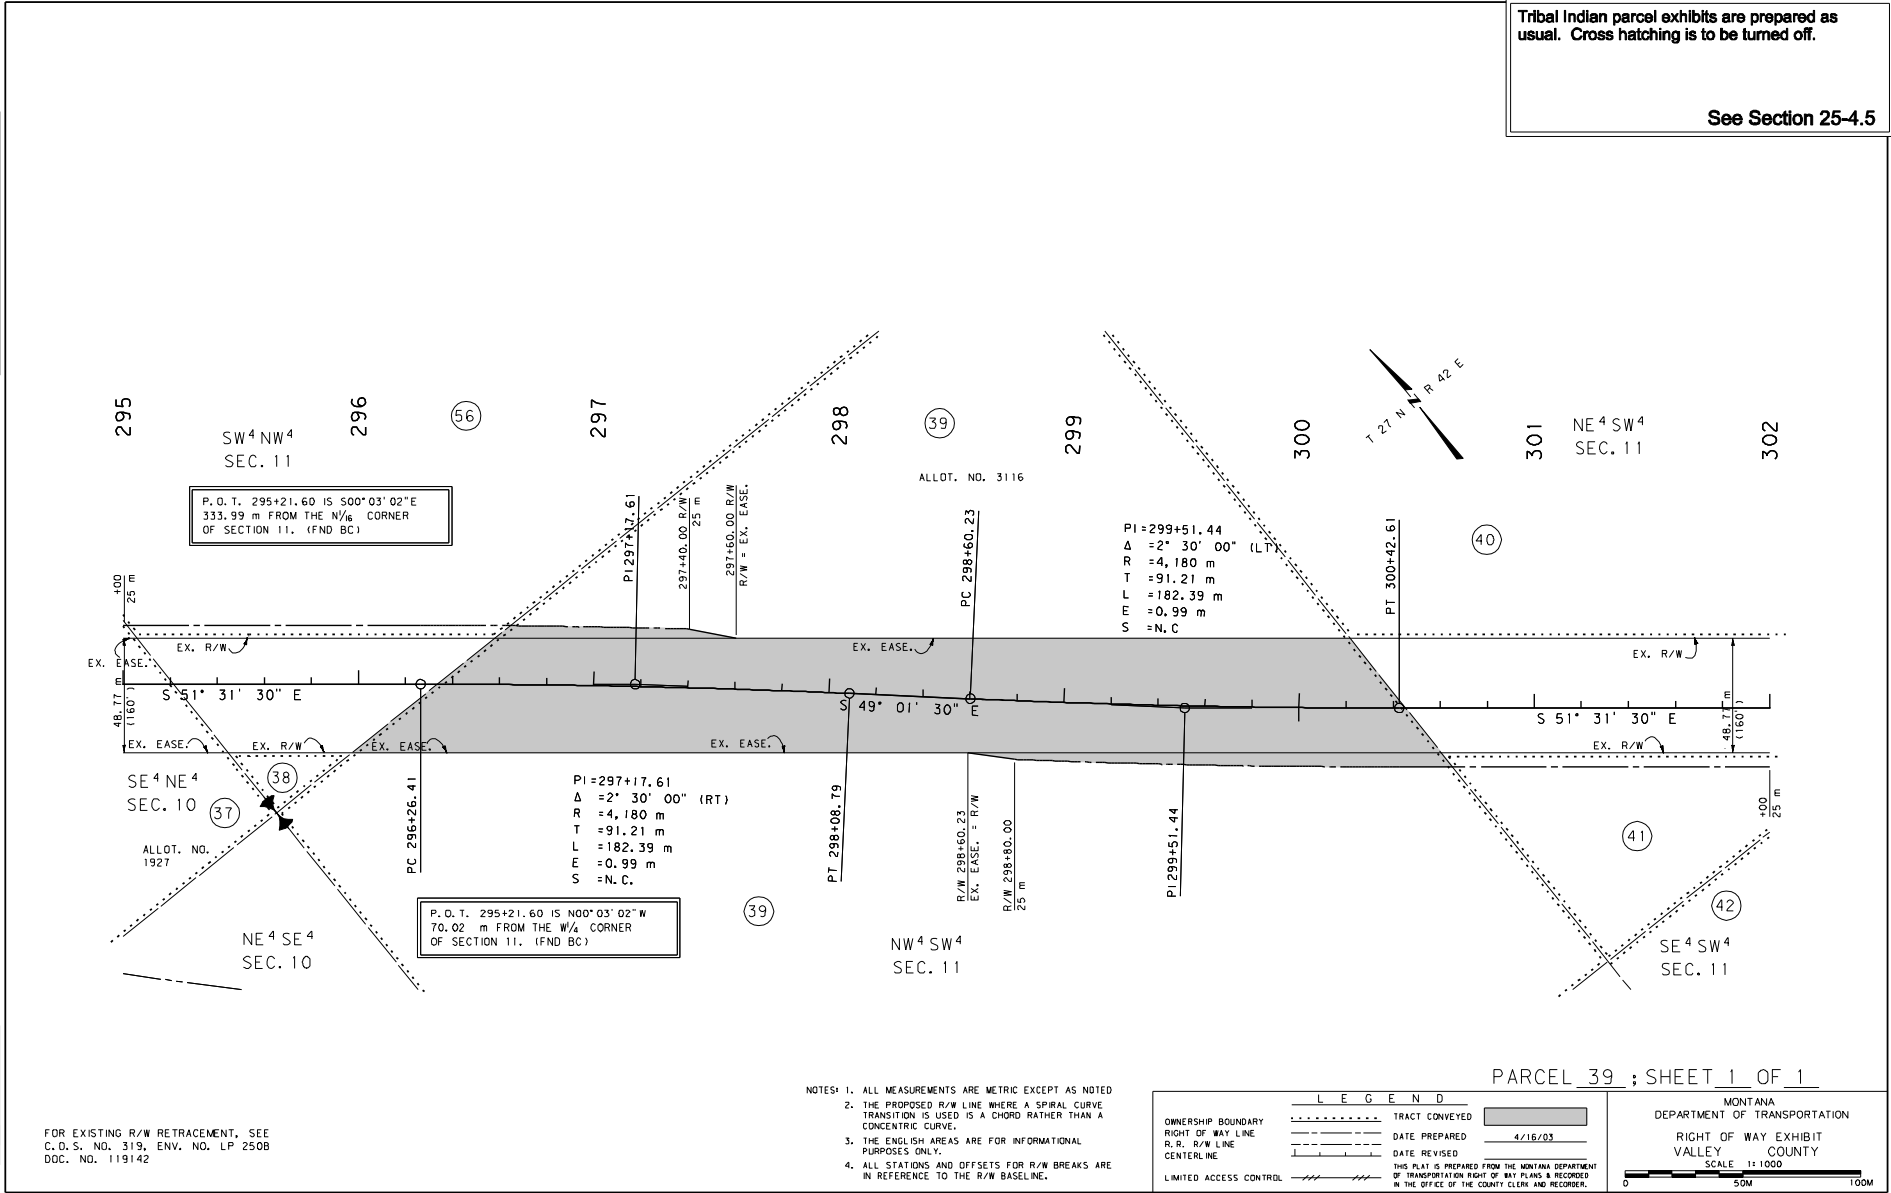 Tribal Indian parcel exhibits are prepared as
usual. Cross hatching is to be turned off.
See Section 25-4.5
295
296
297
298
299
300
301
302
56
39
40
T 27 N
R 42 E
N
SW⁴ NW⁴
SEC. 11
NE⁴ SW⁴
SEC. 11
ALLOT. NO. 3116
P.O.T. 295+21.60 IS S00°03'02"E
333.99 m FROM THE N⅟₁₆ CORNER
OF SECTION 11. (FND BC)
PI=299+51.44
Δ =2° 30' 00" (LT)
R =4,180 m
T =91.21 m
L =182.39 m
E =0.99 m
S =N.C
+00
25 m
PI297+17.61
297+40.00 R/W
25 m
297+60.00 R/W
R/W = EX. EASE.
PC 298+60.23
PT 300+42.61
EX. R/W
EX. EASE.
EX. EASE.
EX. R/W
48.77 m
(160')
S 51° 31' 30" E
S 49° 01' 30" E
S 51° 31' 30" E
48.77 m
(160')
EX. EASE.
EX. R/W
EX. EASE.
EX. EASE.
EX. R/W
SE⁴ NE⁴
SEC. 10
38
37
ALLOT. NO.
1927
PC 296+26.41
PI=297+17.61
Δ =2° 30' 00" (RT)
R =4,180 m
T =91.21 m
L =182.39 m
E =0.99 m
S =N.C.
PT 298+08.79
R/W 298+60.23
EX. EASE. = R/W
R/W 298+80.00
25 m
PI299+51.44
+00
25 m
41
42
P.O.T. 295+21.60 IS N00°03'02"W
70.02 m FROM THE W¼ CORNER
OF SECTION 11. (FND BC)
39
NE⁴ SE⁴
SEC. 10
NW⁴ SW⁴
SEC. 11
SE⁴ SW⁴
SEC. 11
PARCEL 39 ; SHEET 1 OF 1
FOR EXISTING R/W RETRACEMENT, SEE
C.O.S. NO. 319, ENV. NO. LP 250B
DOC. NO. 119142
NOTES: 1. ALL MEASUREMENTS ARE METRIC EXCEPT AS NOTED
2. THE PROPOSED R/W LINE WHERE A SPIRAL CURVE
TRANSITION IS USED IS A CHORD RATHER THAN A
CONCENTRIC CURVE.
3. THE ENGLISH AREAS ARE FOR INFORMATIONAL
PURPOSES ONLY.
4. ALL STATIONS AND OFFSETS FOR R/W BREAKS ARE
IN REFERENCE TO THE R/W BASELINE.
LEGEND
OWNERSHIP BOUNDARY
RIGHT OF WAY LINE
R.R. R/W LINE
CENTERLINE
LIMITED ACCESS CONTROL
TRACT CONVEYED
DATE PREPARED 4/16/03
DATE REVISED
THIS PLAT IS PREPARED FROM THE MONTANA DEPARTMENT
OF TRANSPORTATION RIGHT OF WAY PLANS & RECORDED
IN THE OFFICE OF THE COUNTY CLERK AND RECORDER.
MONTANA
DEPARTMENT OF TRANSPORTATION
RIGHT OF WAY EXHIBIT
VALLEY COUNTY
SCALE 1:1000
0 50M 100M